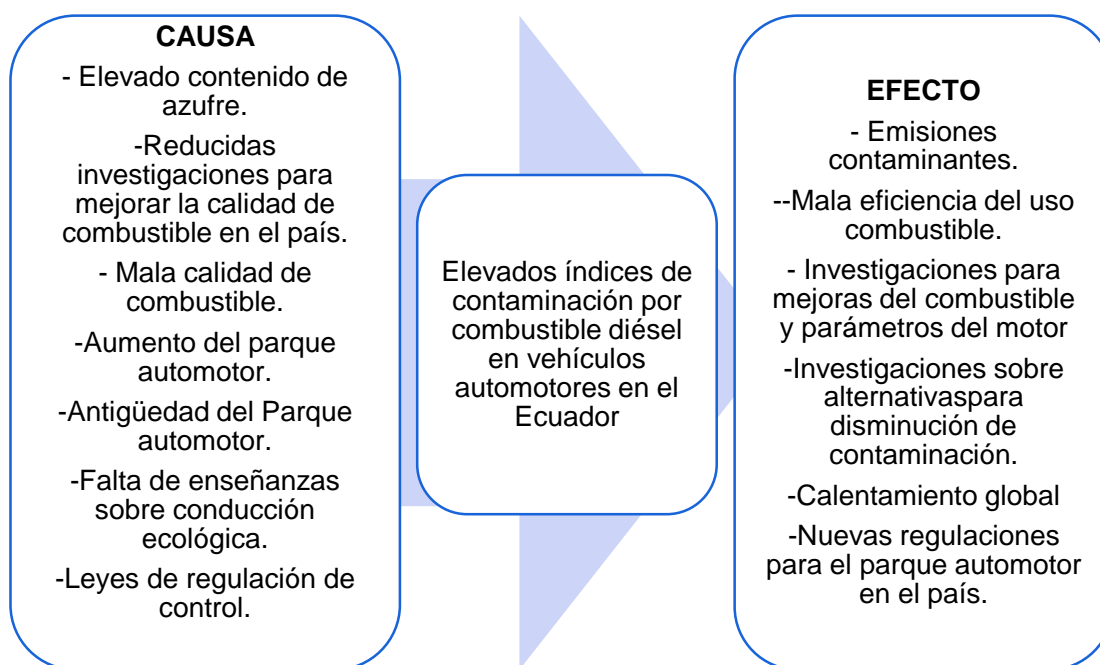 CAUSA
- Elevado contenido de
azufre.
-Reducidas
investigaciones para
mejorar la calidad de
combustible en el país.
- Mala calidad de
combustible.
-Aumento del parque
automotor.
-Antigüedad del Parque
automotor.
-Falta de enseñanzas
sobre conducción
ecológica.
-Leyes de regulación de
control.
Elevados índices de
contaminación por
combustible diésel
en vehículos
automotores en el
Ecuador
EFECTO
- Emisiones
contaminantes.
--Mala eficiencia del uso
combustible.
- Investigaciones para
mejoras del combustible
y parámetros del motor
-Investigaciones sobre
alternativaspara
disminución de
contaminación.
-Calentamiento global
-Nuevas regulaciones
para el parque automotor
en el país.